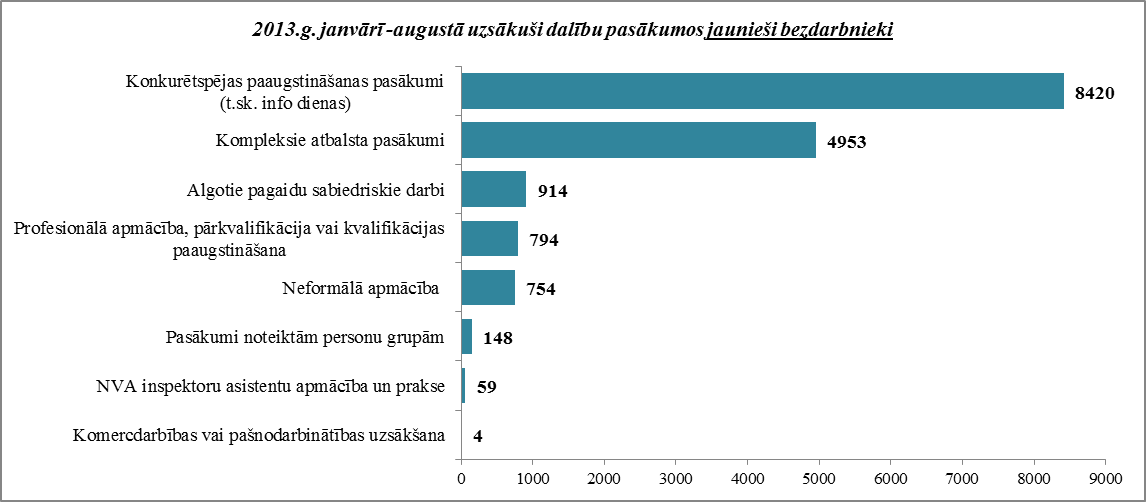 2013.g. janvārī -augustā uzsākuši dalību pasākumos jaunieši bezdarbnieki
Konkurētspējas paaugstināšanas pasākumi
(t.sk. info dienas)
8420
Kompleksie atbalsta pasākumi
4953
Algotie pagaidu sabiedriskie darbi
914
Profesionālā apmācība, pārkvalifikācija vai kvalifikācijas
paaugstināšana
794
Neformālā apmācība
754
Pasākumi noteiktām personu grupām
148
NVA inspektoru asistentu apmācība un prakse
59
Komercdarbības vai pašnodarbinātības uzsākšana
4
0 1000 2000 3000 4000 5000 6000 7000 8000 9000